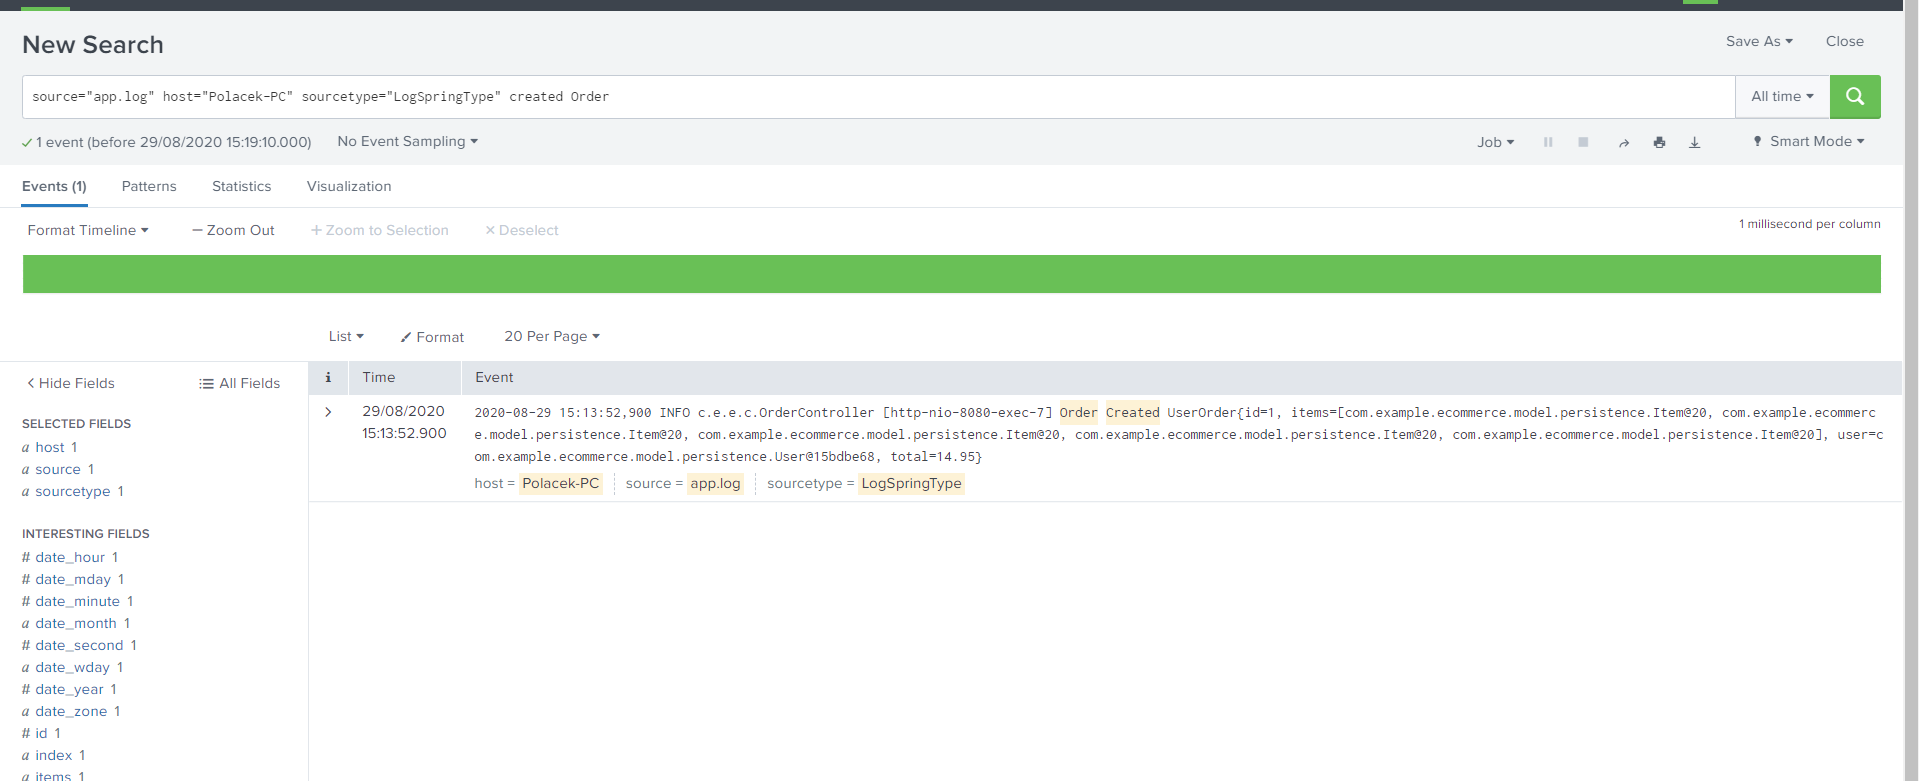 New Search
Save As
Close
source="app.log" host="Polacek-PC" sourcetype="LogSpringType" created Order
All time
1 event (before 29/08/2020 15:19:10.000)
No Event Sampling
Job
Smart Mode
Events (1)
Patterns
Statistics
Visualization
Format Timeline
— Zoom Out
+ Zoom to Selection
× Deselect
1 millisecond per column
List
Format
20 Per Page
< Hide Fields
All Fields
i
Time
Event
SELECTED FIELDS
a host 1
a source 1
a sourcetype 1
INTERESTING FIELDS
# date_hour 1
# date_mday 1
# date_minute 1
a date_month 1
# date_second 1
a date_wday 1
# date_year 1
a date_zone 1
# id 1
a index 1
a items 1
>
29/08/2020
15:13:52.900
2020-08-29 15:13:52,900 INFO c.e.e.c.OrderController [http-nio-8080-exec-7] Order Created UserOrder{id=1, items=[com.example.ecommerce.model.persistence.Item@20, com.example.ecommerc
e.model.persistence.Item@20, com.example.ecommerce.model.persistence.Item@20, com.example.ecommerce.model.persistence.Item@20, com.example.ecommerce.model.persistence.Item@20], user=c
om.example.ecommerce.model.persistence.User@15bdbe68, total=14.95}
host = Polacek-PC
source = app.log
sourcetype = LogSpringType